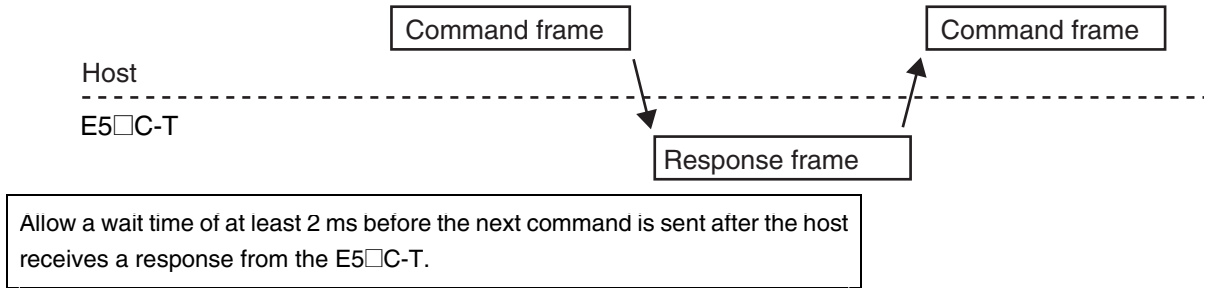 Command frame
Command frame
Host
E5□C-T
Response frame
Allow a wait time of at least 2 ms before the next command is sent after the host
receives a response from the E5□C-T.